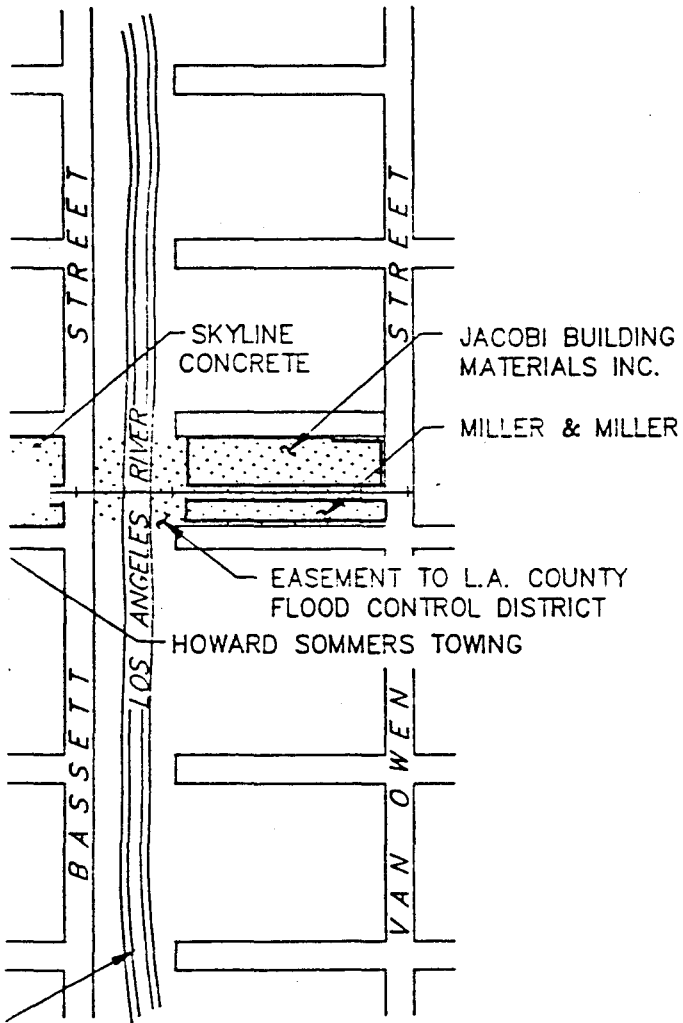 STREET
STREET
SKYLINE
CONCRETE
JACOBI BUILDING
MATERIALS INC.
MILLER & MILLER
LOS ANGELES RIVER
EASEMENT TO L.A. COUNTY
FLOOD CONTROL DISTRICT
HOWARD SOMMERS TOWING
BASSETT
VAN OWEN